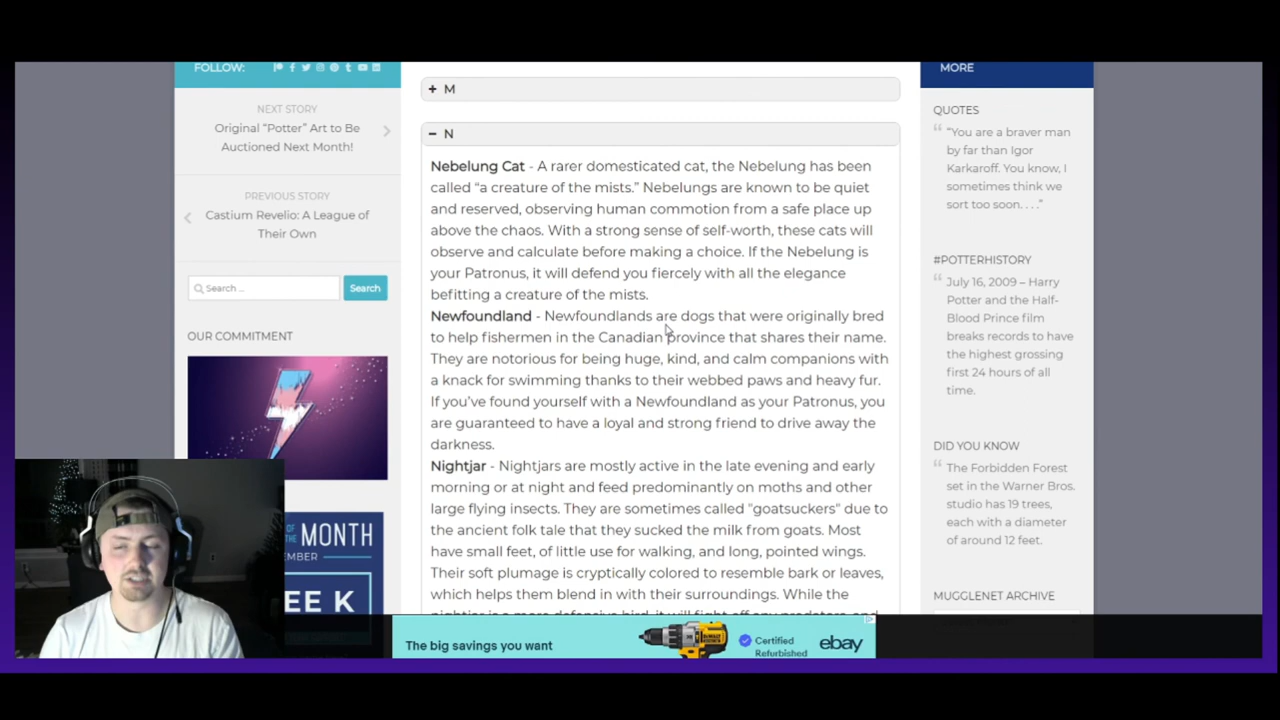 FOLLOW:
NEXT STORY
Original “Potter” Art to Be
Auctioned Next Month!
PREVIOUS STORY
Castium Revelio: A League of
Their Own
Search ...
Search
OUR COMMITMENT
OF THE MONTH
EEK
+ M
− N
Nebelung Cat - A rarer domesticated cat, the Nebelung has been
called “a creature of the mists.” Nebelungs are known to be quiet
and reserved, observing human commotion from a safe place up
above the chaos. With a strong sense of self-worth, these cats will
observe and calculate before making a choice. If the Nebelung is
your Patronus, it will defend you fiercely with all the elegance
befitting a creature of the mists.
Newfoundland - Newfoundlands are dogs that were originally bred
to help fishermen in the Canadian province that shares their name.
They are notorious for being huge, kind, and calm companions with
a knack for swimming thanks to their webbed paws and heavy fur.
If you’ve found yourself with a Newfoundland as your Patronus, you
are guaranteed to have a loyal and strong friend to drive away the
darkness.
Nightjar - Nightjars are mostly active in the late evening and early
morning or at night and feed predominantly on moths and other
large flying insects. They are sometimes called "goatsuckers" due to
the ancient folk tale that they sucked the milk from goats. Most
have small feet, of little use for walking, and long, pointed wings.
Their soft plumage is cryptically colored to resemble bark or leaves,
which helps them blend in with their surroundings. While the
nightjar is a more defensive bird, it will fight off any predators and
The big savings you want
Certified
Refurbished
ebay
MORE
QUOTES
“You are a braver man
by far than Igor
Karkaroff. You know, I
sometimes think we
sort too soon. . . .”
#POTTERHISTORY
July 16, 2009 – Harry
Potter and the Half-
Blood Prince film
breaks records to have
the highest grossing
first 24 hours of all
time.
DID YOU KNOW
The Forbidden Forest
set in the Warner Bros.
studio has 19 trees,
each with a diameter
of around 12 feet.
MUGGLENET ARCHIVE